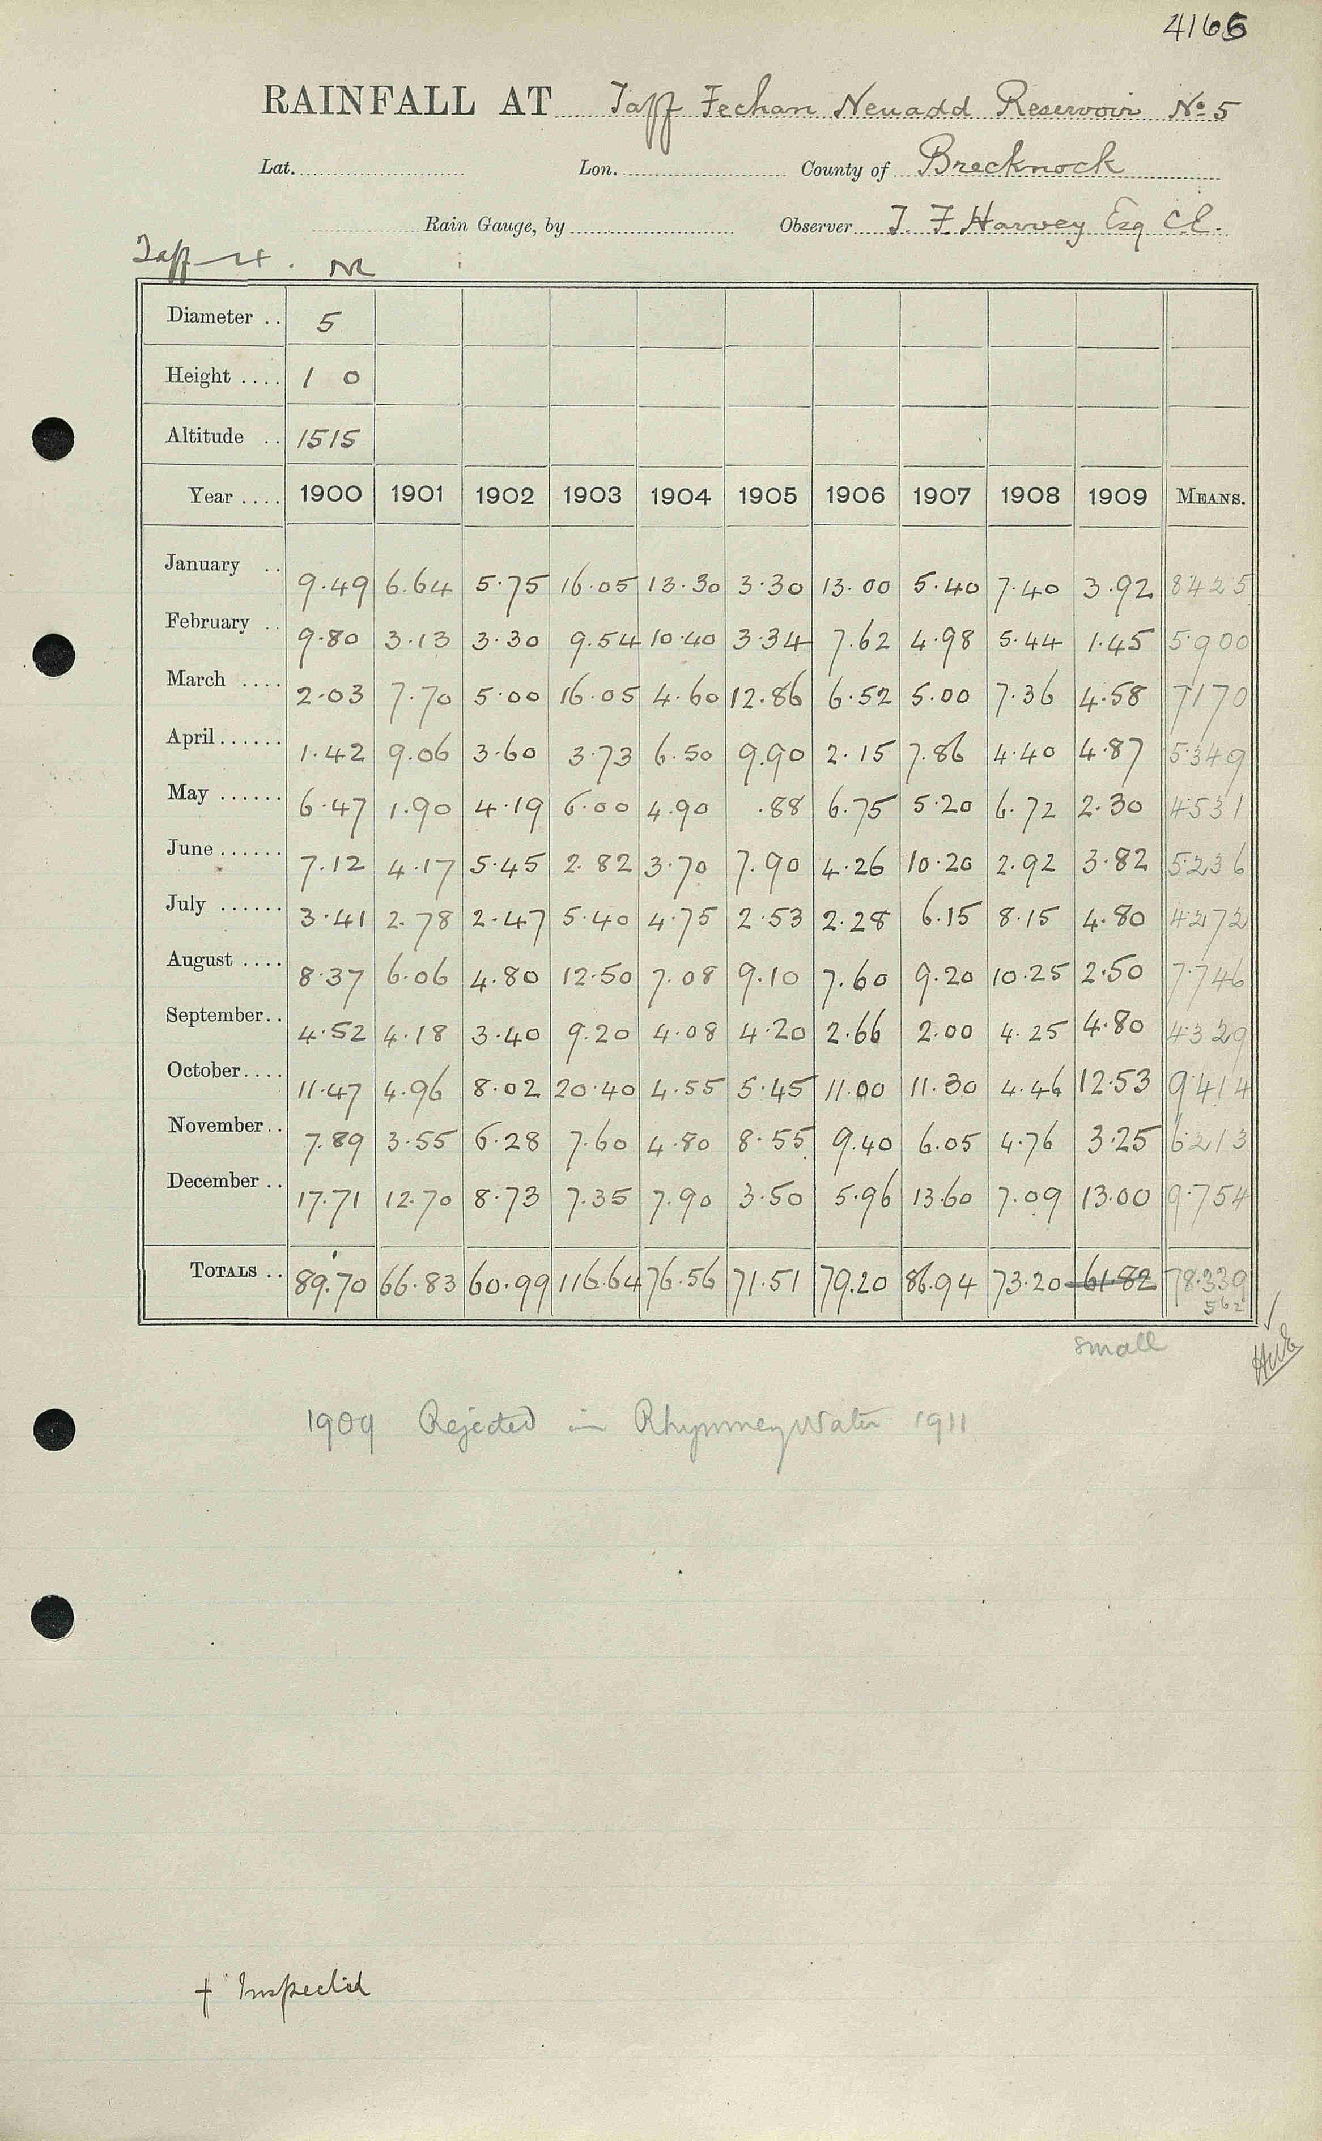 4166
RAINFALL AT Taff Fechan Neuadd Reservoir No 5
Lat. Lon. County of Brecknock
Rain Gauge, by Observer T. F. Harvey Esq C.E.
Taff
Diameter .. 5
Height .... 1 0
Altitude .. 1515
Year .... 1900 1901 1902 1903 1904 1905 1906 1907 1908 1909 MEANS.
January .. 9.49 6.64 5.75 16.05 13.30 3.30 13.00 5.40 7.40 3.92 8425
February .. 9.80 3.13 3.30 9.54 10.40 3.34 7.62 4.98 5.44 1.45 5900
March .... 2.03 7.70 5.00 16.05 4.60 12.86 6.52 5.00 7.36 4.58 7170
April ...... 1.42 9.06 3.60 3.73 6.50 9.90 2.15 7.86 4.40 4.87 5349
May ...... 6.47 1.90 4.19 6.00 4.90 .88 6.75 5.20 6.72 2.30 4531
June ...... 7.12 4.17 5.45 2.82 3.70 7.90 4.26 10.20 2.92 3.82 5236
July ...... 3.41 2.78 2.47 5.40 4.75 2.53 2.28 6.15 8.15 4.80 4272
August .... 8.37 6.06 4.80 12.50 7.08 9.10 7.60 9.20 10.25 2.50 7.746
September .. 4.52 4.18 3.40 9.20 4.08 4.20 2.66 2.00 4.25 4.80 4329
October .... 11.47 4.96 8.02 20.40 4.55 5.45 11.00 11.30 4.46 12.53 9414
November .. 7.89 3.55 6.28 7.60 4.80 8.55 9.40 6.05 4.76 3.25 6213
December .. 17.71 12.70 8.73 7.35 7.90 3.50 5.96 13.60 7.09 13.00 9.754
TOTALS .. 89.70 66.83 60.99 116.64 76.56 71.51 79.20 86.94 73.20 61.82 78.339
562
small
1909 Rejected in Rhymney Water 1911
+ Inspected